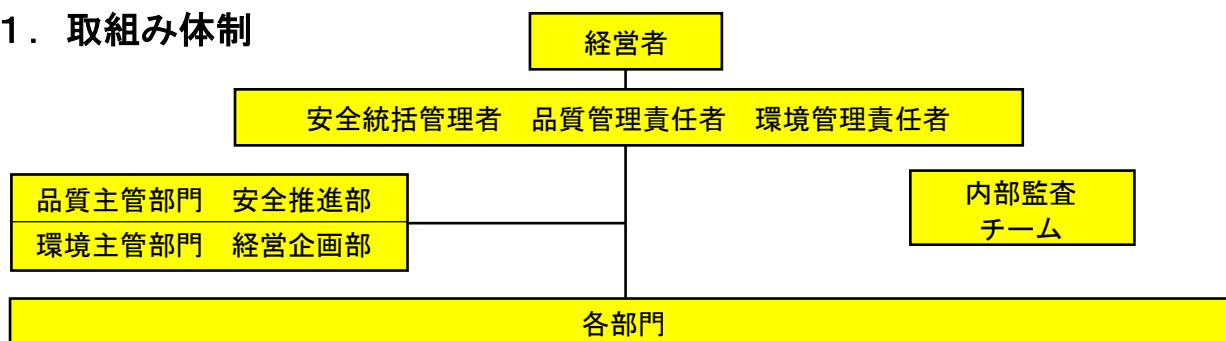 1. 取組み体制
経営者
安全統括管理者　品質管理責任者　環境管理責任者
品質主管部門　安全推進部
環境主管部門　経営企画部
内部監査
チーム
各部門